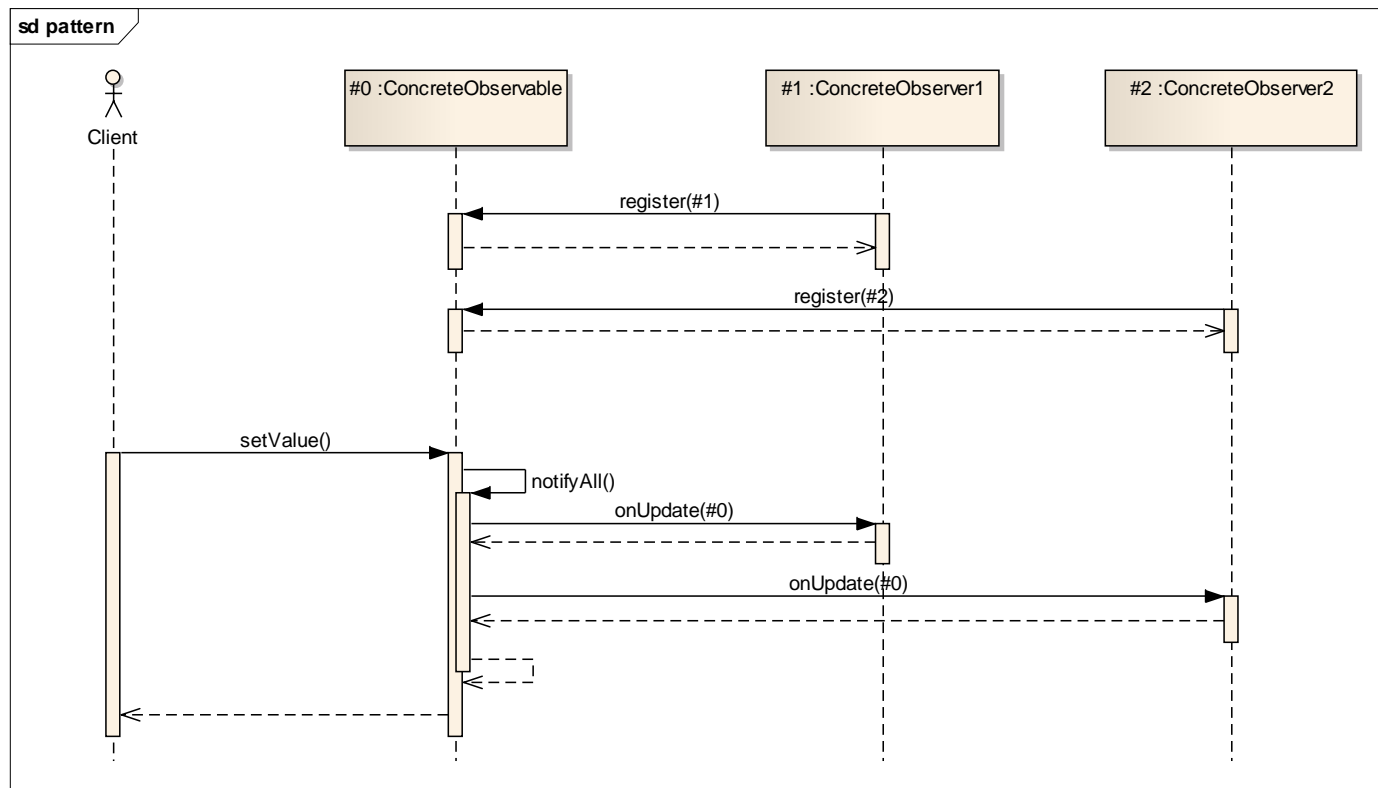 sd pattern
Client
#0 :ConcreteObservable
#1 :ConcreteObserver1
#2 :ConcreteObserver2
register(#1)
register(#2)
setValue()
notifyAll()
onUpdate(#0)
onUpdate(#0)